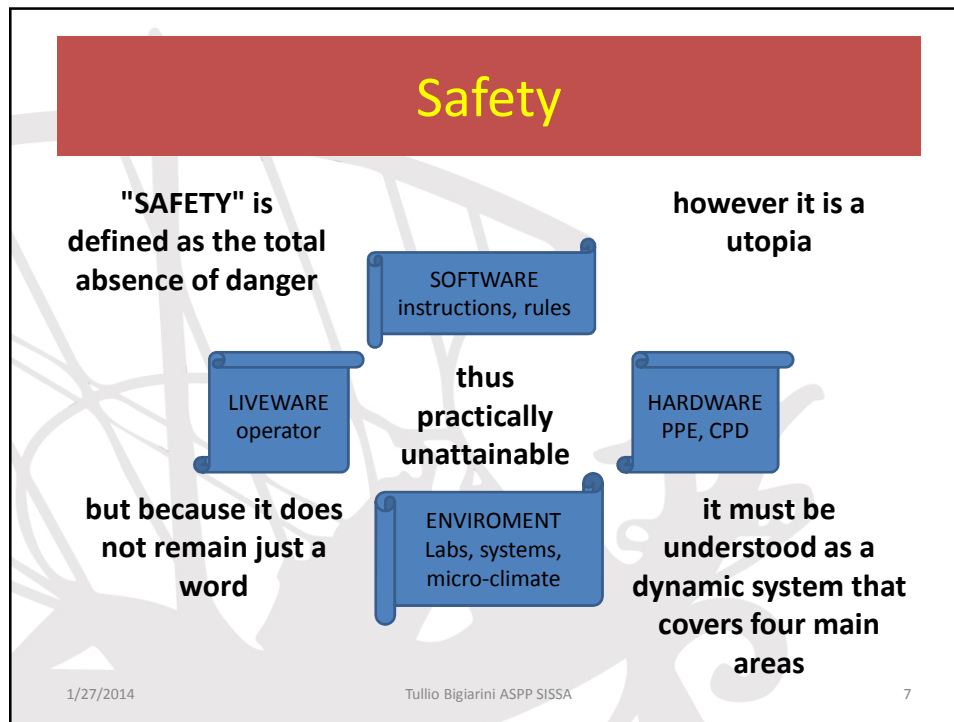 Safety
"SAFETY" is
defined as the total
absence of danger
however it is a
utopia
SOFTWARE
instructions, rules
LIVEWARE
operator
thus
practically
unattainable
HARDWARE
PPE, CPD
but because it does
not remain just a
word
ENVIROMENT
Labs, systems,
micro-climate
it must be
understood as a
dynamic system that
covers four main
areas
1/27/2014
Tullio Bigiarini ASPP SISSA
7